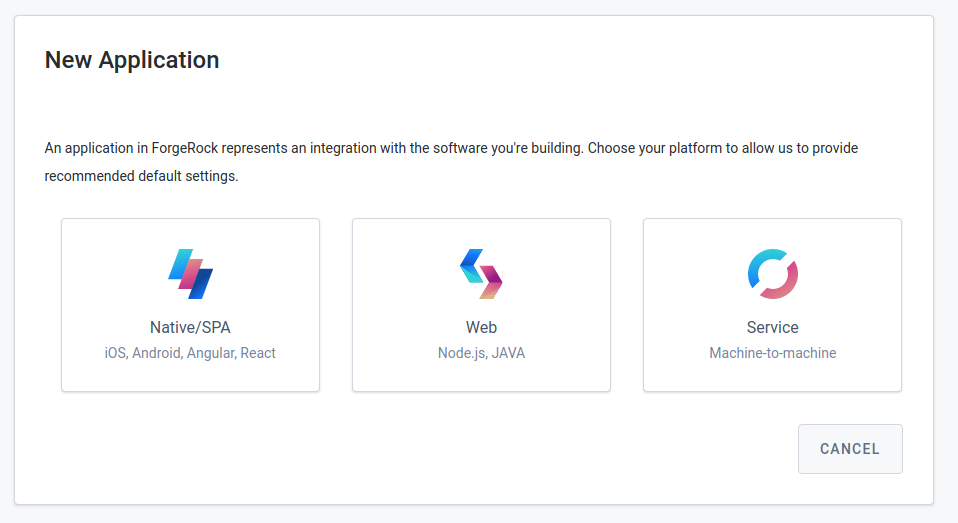 New Application
An application in ForgeRock represents an integration with the software you're building. Choose your platform to allow us to provide
recommended default settings.
Native/SPA
iOS, Android, Angular, React
Web
Node.js, JAVA
Service
Machine-to-machine
CANCEL